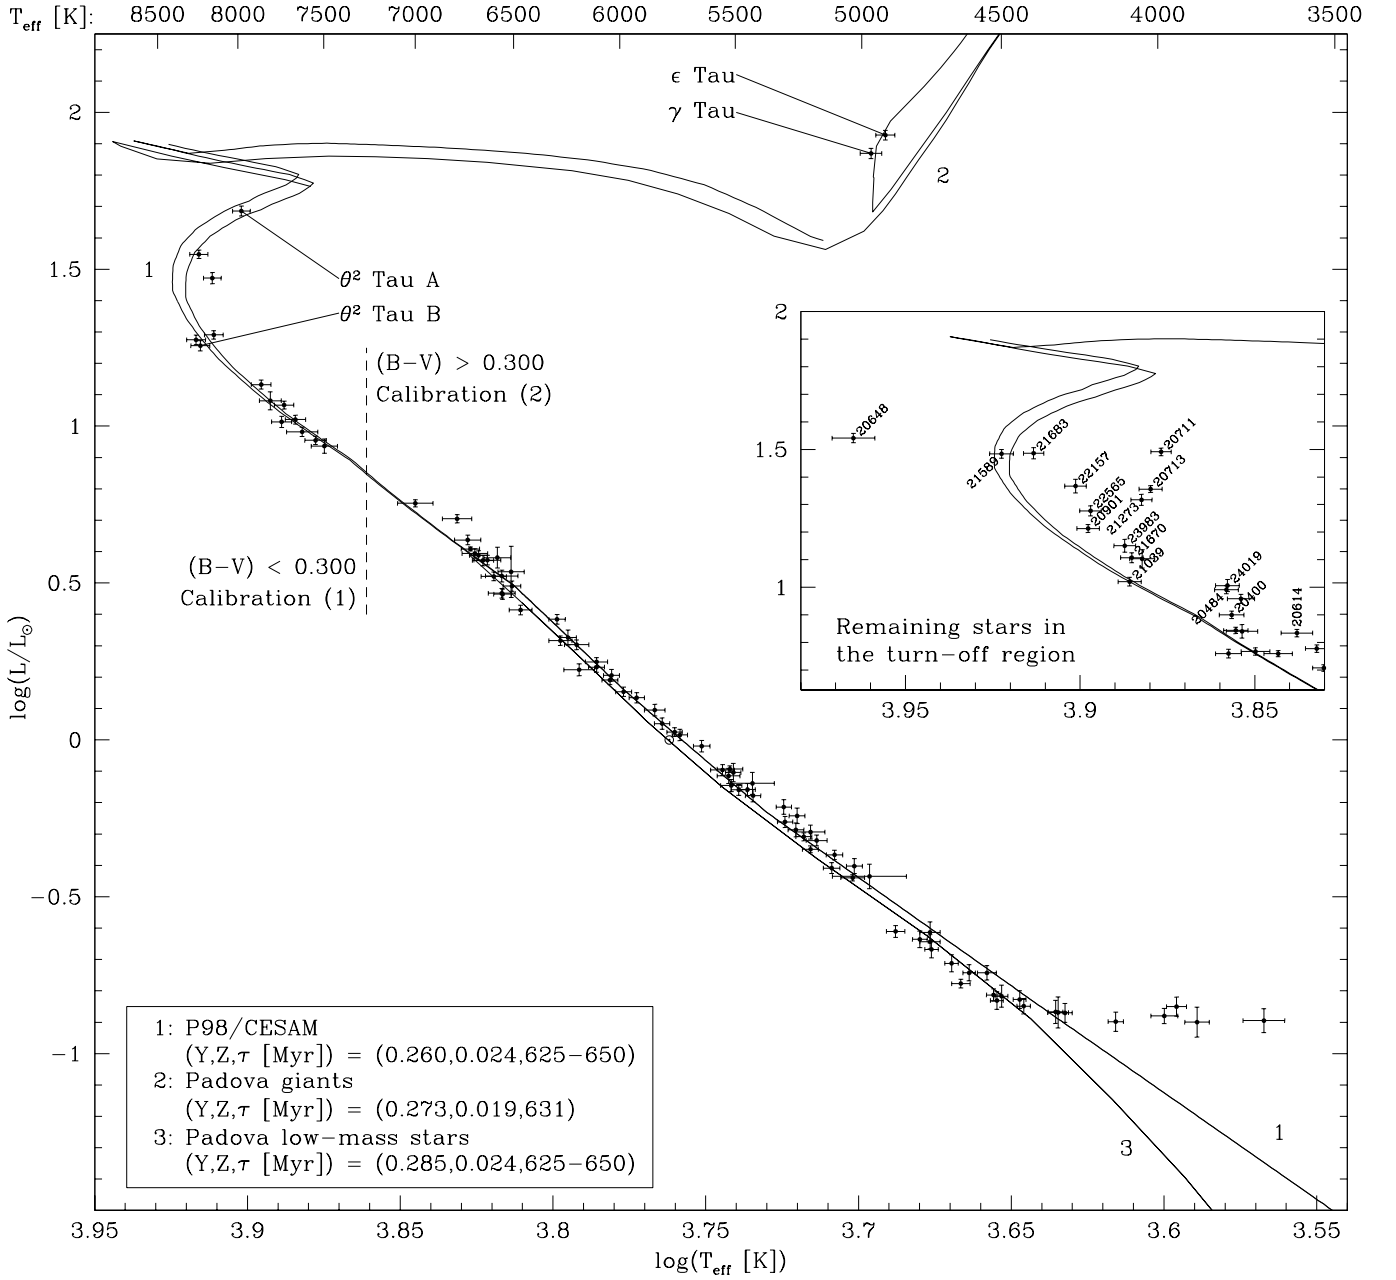 T_eff [K]: 8500 8000 7500 7000 6500 6000 5500 5000 4500 4000 3500
ϵ Tau
γ Tau
2
2
1.5
1
0.5
0
−0.5
−1
log(L/L⊙)
1
θ² Tau A
θ² Tau B
(B−V) > 0.300
Calibration (2)
(B−V) < 0.300
Calibration (1)
2
1.5
1
20648
21589
21683
20711
22157
20713
22565
20901
21273
23983
21670
21039
24019
20484
20400
20614
Remaining stars in
the turn−off region
3.95 3.9 3.85
1: P98/CESAM
(Y,Z,τ [Myr]) = (0.260,0.024,625−650)
2: Padova giants
(Y,Z,τ [Myr]) = (0.273,0.019,631)
3: Padova low−mass stars
(Y,Z,τ [Myr]) = (0.285,0.024,625−650)
1
3
3.95 3.9 3.85 3.8 3.75 3.7 3.65 3.6
log(T_eff [K])